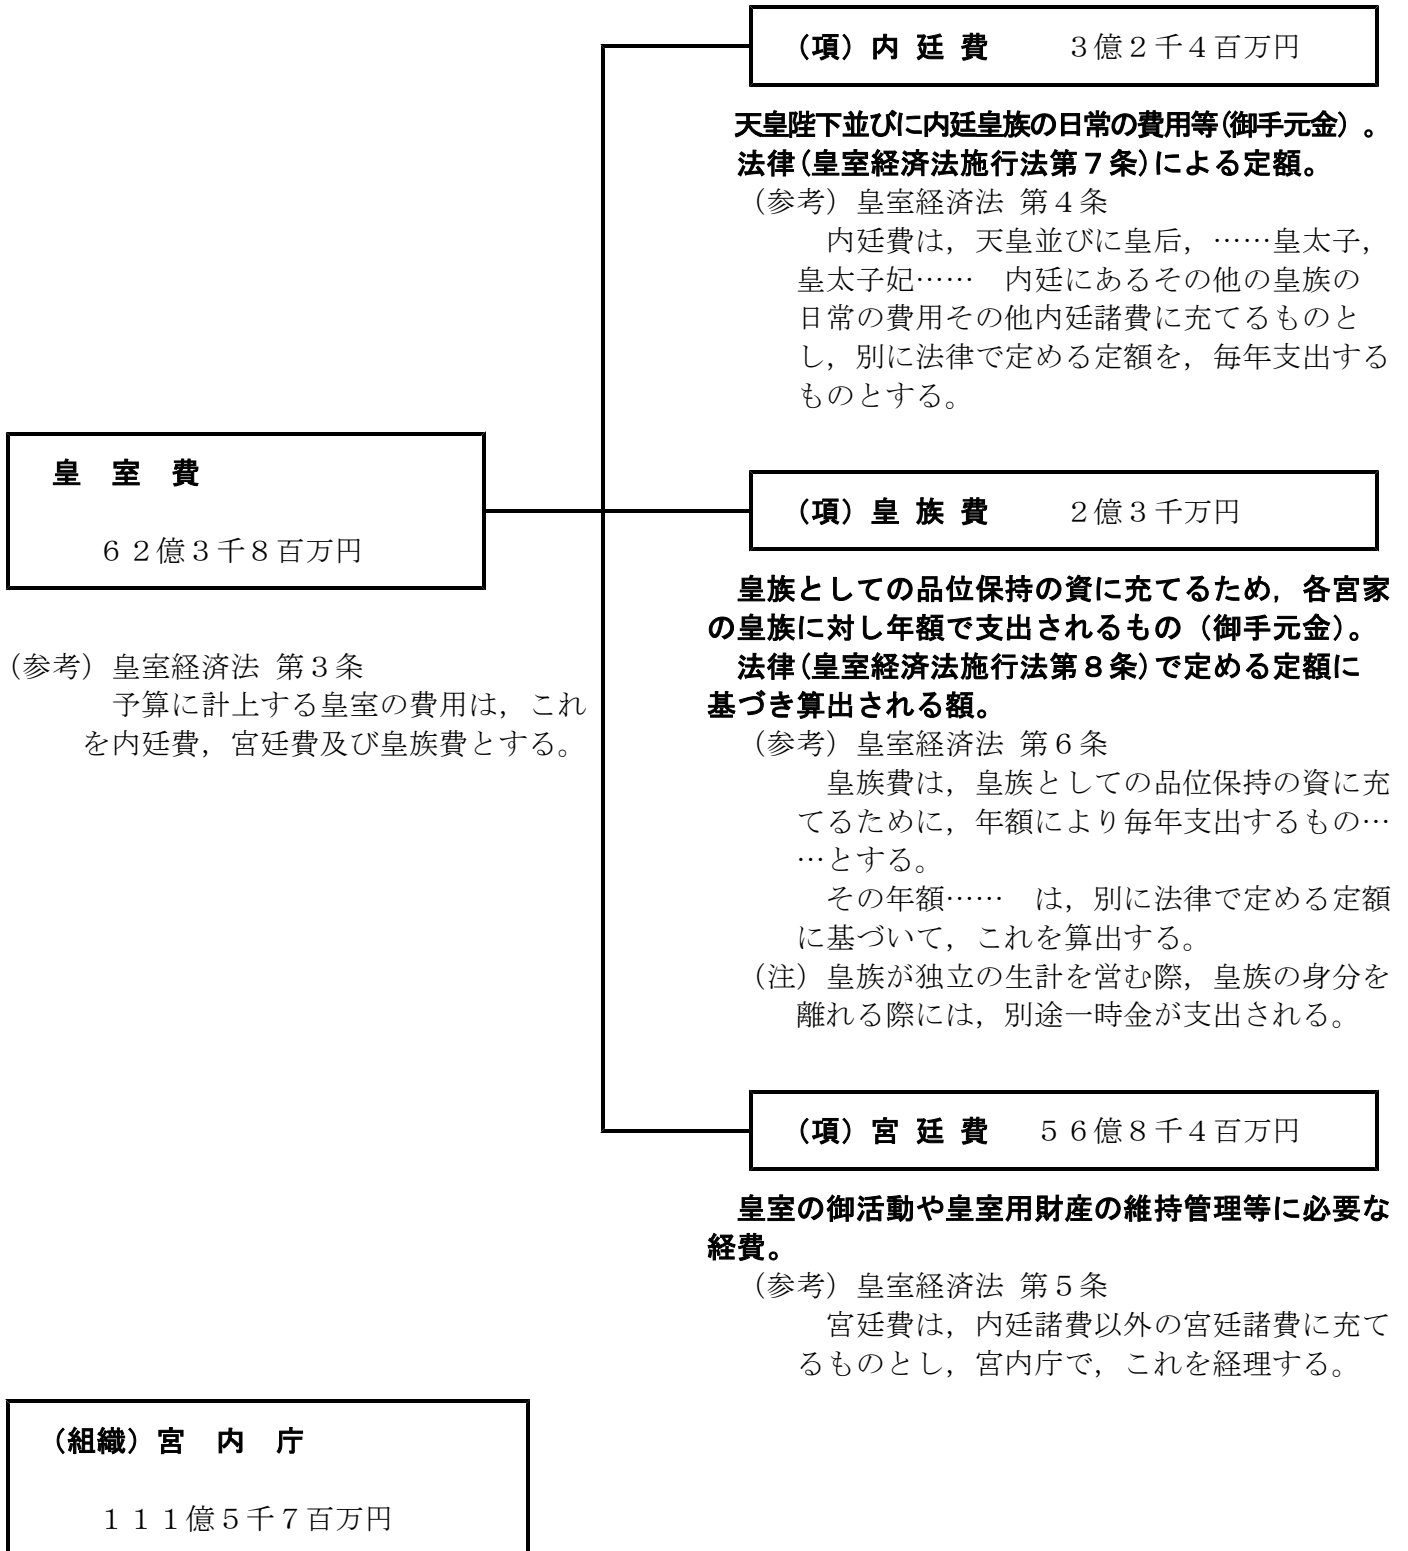 （項）内 廷 費　　３億２千４百万円
天皇陛下並びに内廷皇族の日常の費用等(御手元金）。
法律(皇室経済法施行法第７条)による定額。
（参考）皇室経済法 第４条
内廷費は，天皇並びに皇后，……皇太子，
皇太子妃……　内廷にあるその他の皇族の
日常の費用その他内廷諸費に充てるものと
し，別に法律で定める定額を，毎年支出する
ものとする。
皇　室　費
６２億３千８百万円
（参考）皇室経済法 第３条
予算に計上する皇室の費用は，これ
を内廷費，宮廷費及び皇族費とする。
（項）皇 族 費　　２億３千万円
皇族としての品位保持の資に充てるため，各宮家
の皇族に対し年額で支出されるもの（御手元金）。
法律(皇室経済法施行法第８条)で定める定額に
基づき算出される額。
（参考）皇室経済法 第６条
皇族費は，皇族としての品位保持の資に充
てるために，年額により毎年支出するもの…
…とする。
その年額……　は，別に法律で定める定額
に基づいて，これを算出する。
（注）皇族が独立の生計を営む際，皇族の身分を
離れる際には，別途一時金が支出される。
（項）宮 廷 費　５６億８千４百万円
皇室の御活動や皇室用財産の維持管理等に必要な
経費。
（参考）皇室経済法 第５条
宮廷費は，内廷諸費以外の宮廷諸費に充て
るものとし，宮内庁で，これを経理する。
（組織）宮　内　庁
１１１億５千７百万円